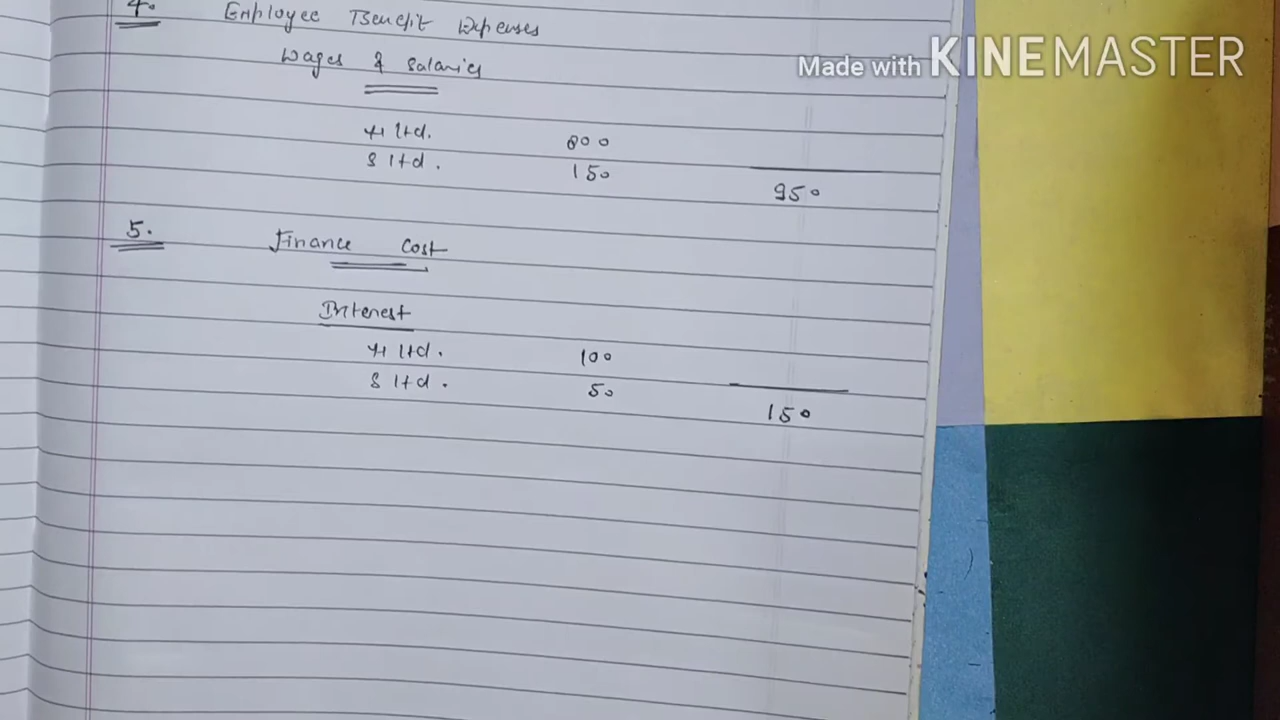 4.
Employee Benefit Expenses
Wages & Salaries
Made with KINEMASTER
H ltd. 800
S ltd. 150
950
5. Finance Cost
Interest
H ltd. 100
S ltd. 50
150